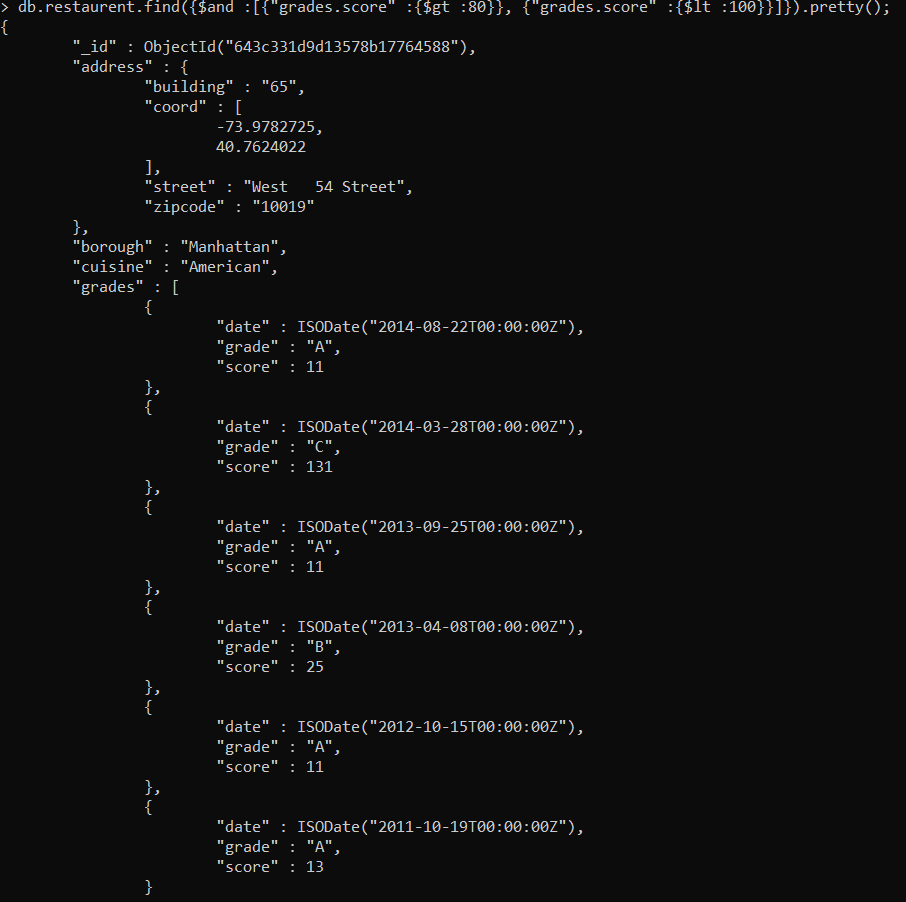 > db.restaurent.find({$and :[{"grades.score" :{$gt :80}}, {"grades.score" :{$lt :100}}]}).pretty();
{
        "_id" : ObjectId("643c331d9d13578b17764588"),
        "address" : {
                "building" : "65",
                "coord" : [
                        -73.9782725,
                        40.7624022
                ],
                "street" : "West   54 Street",
                "zipcode" : "10019"
        },
        "borough" : "Manhattan",
        "cuisine" : "American",
        "grades" : [
                {
                        "date" : ISODate("2014-08-22T00:00:00Z"),
                        "grade" : "A",
                        "score" : 11
                },
                {
                        "date" : ISODate("2014-03-28T00:00:00Z"),
                        "grade" : "C",
                        "score" : 131
                },
                {
                        "date" : ISODate("2013-09-25T00:00:00Z"),
                        "grade" : "A",
                        "score" : 11
                },
                {
                        "date" : ISODate("2013-04-08T00:00:00Z"),
                        "grade" : "B",
                        "score" : 25
                },
                {
                        "date" : ISODate("2012-10-15T00:00:00Z"),
                        "grade" : "A",
                        "score" : 11
                },
                {
                        "date" : ISODate("2011-10-19T00:00:00Z"),
                        "grade" : "A",
                        "score" : 13
                }